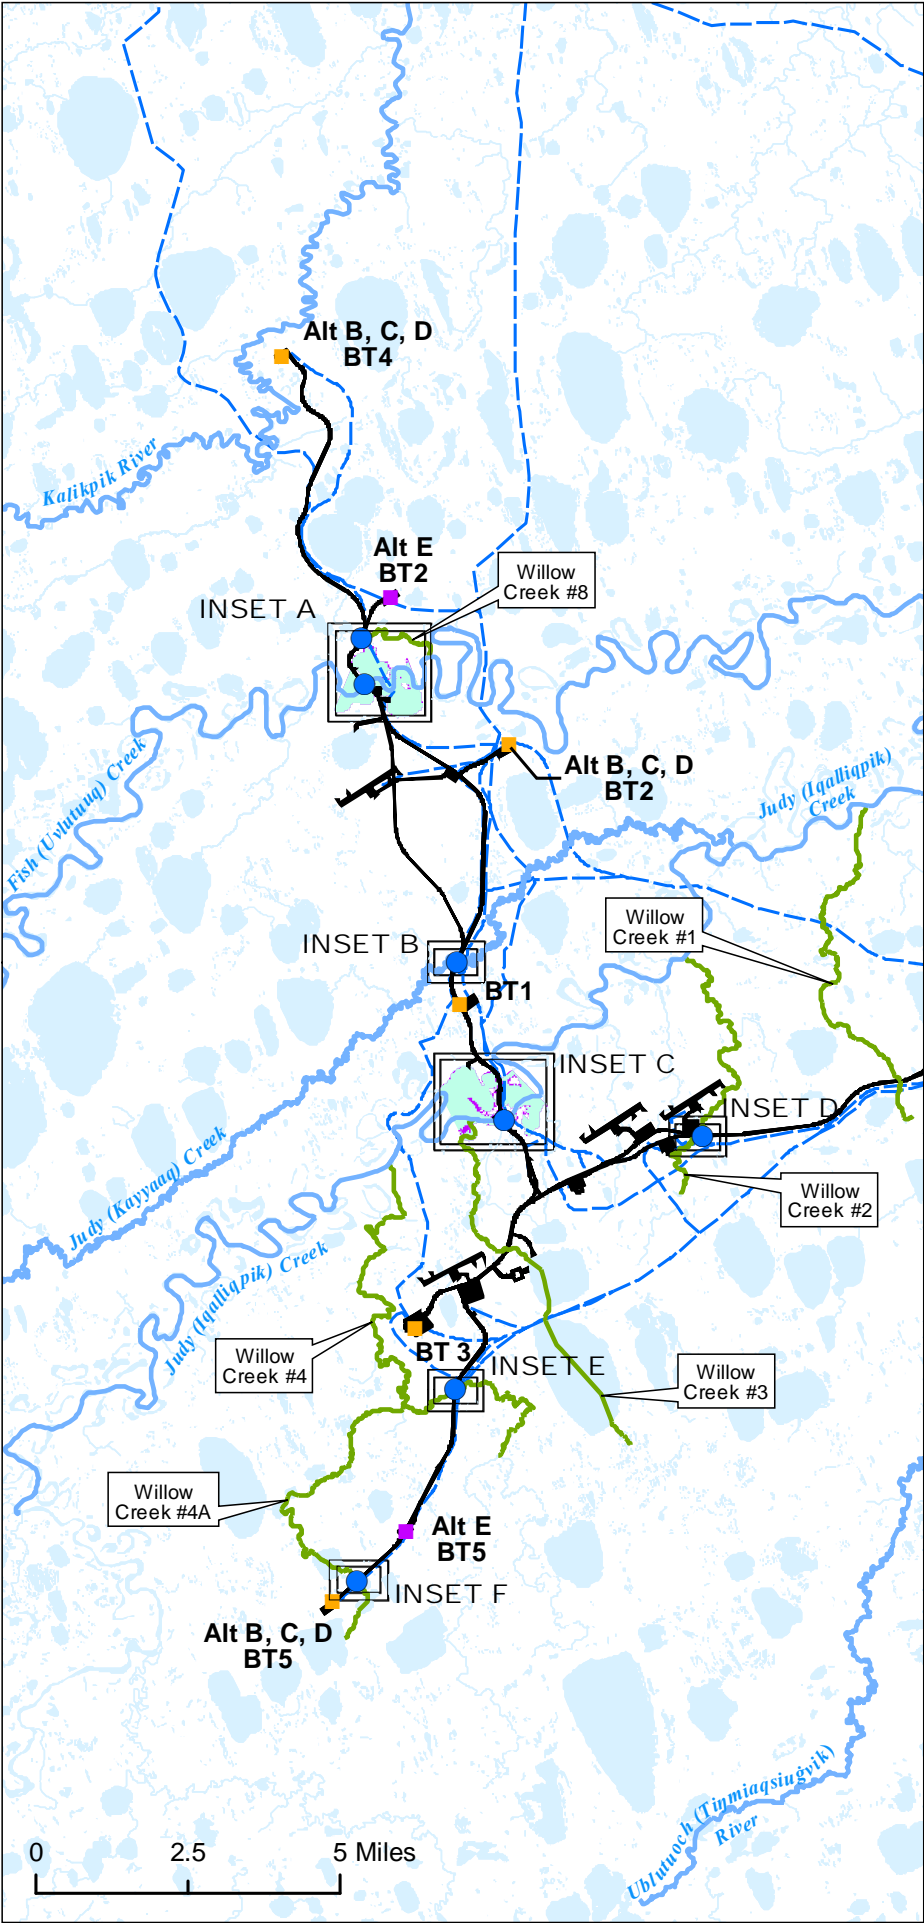 Alt B, C, D
BT4
Kalikpik River
Alt E
BT2
Willow
Creek #8
INSET A
Alt B, C, D
BT2
Fish (Uvlutuuq) Creek
Judy (Iqalliqpik)
Creek
Willow
Creek #1
INSET B
BT1
INSET C
INSET D
Judy (Kayyaaq) Creek
Willow
Creek #2
Judy (Iqalliqpik) Creek
Willow
Creek #4
BT 3
INSET E
Willow
Creek #3
Willow
Creek #4A
Alt E
BT5
INSET F
Alt B, C, D
BT5
Ublutuoch (Tiŋmiaqsiuġvik)
River
0 2.5 5 Miles